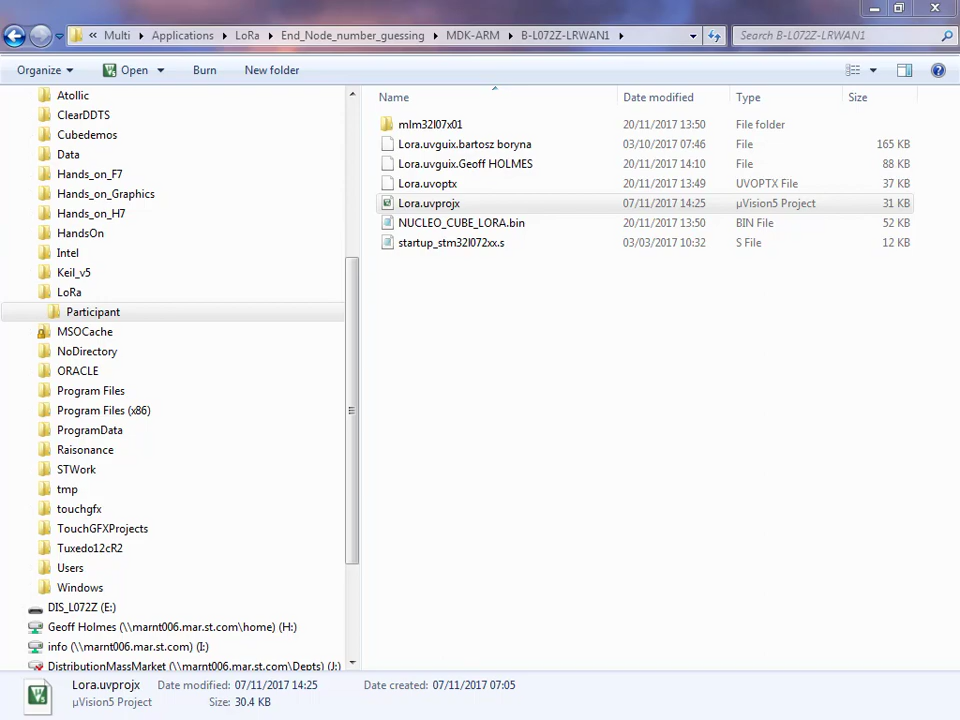 « Multi Applications LoRa End_Node_number_guessing MDK-ARM B-L072Z-LRWAN1 Search B-L072Z-LRWAN1
Organize Open Burn New folder
Name Date modified Type Size
Atollic
ClearDDTS
Cubedemos
Data
Hands_on_F7
Hands_on_Graphics
Hands_on_H7
HandsOn
Intel
Keil_v5
LoRa
Participant
MSOCache
NoDirectory
ORACLE
Program Files
Program Files (x86)
ProgramData
Raisonance
STWork
tmp
touchgfx
TouchGFXProjects
Tuxedo12cR2
Users
Windows
DIS_L072Z (E:)
Geoff Holmes (\\marnt006.mar.st.com\home) (H:)
info (\\marnt006.mar.st.com) (I:)
DistributionMassMarket (\\marnt006.mar.st.com\Depts) (J:)
mlm32l07x01 20/11/2017 13:50 File folder
Lora.uvguix.bartosz boryna 03/10/2017 07:46 File 165 KB
Lora.uvguix.Geoff HOLMES 20/11/2017 14:10 File 88 KB
Lora.uvoptx 20/11/2017 13:49 UVOPTX File 37 KB
Lora.uvprojx 07/11/2017 14:25 µVision5 Project 31 KB
NUCLEO_CUBE_LORA.bin 20/11/2017 13:50 BIN File 52 KB
startup_stm32l072xx.s 03/03/2017 10:32 S File 12 KB
Lora.uvprojx Date modified: 07/11/2017 14:25 Date created: 07/11/2017 07:05
µVision5 Project Size: 30.4 KB